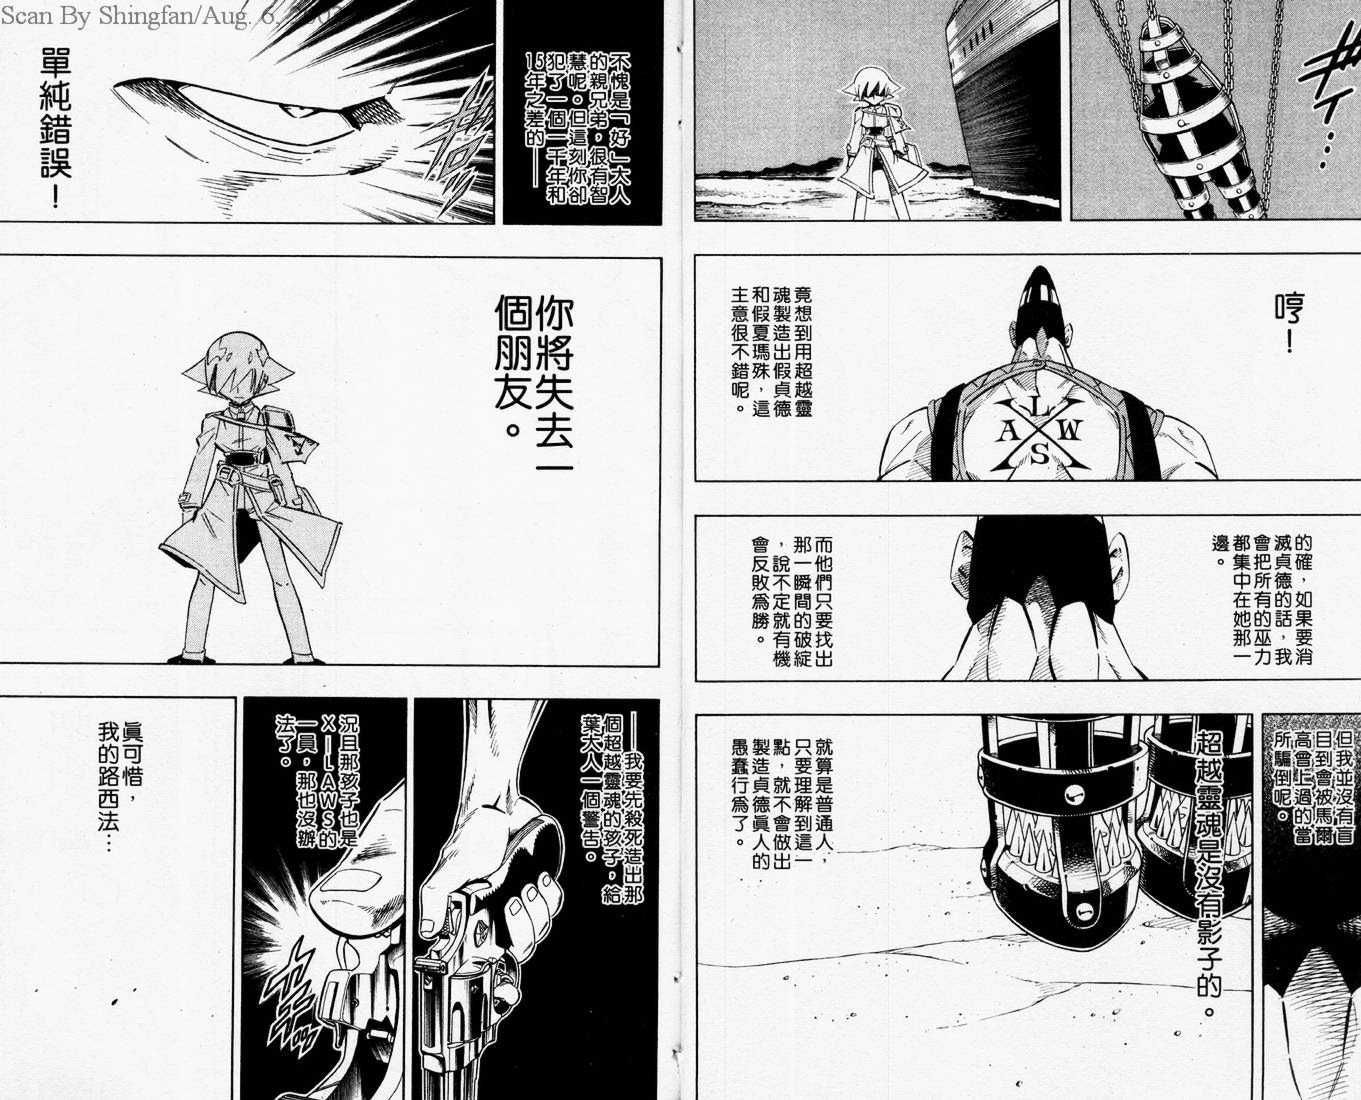 Scan By Shingfan/Aug. 6,
哼！
竟想到用超越靈
魂製造出假貞德
和假夏瑪殊，這
主意很不錯呢。
L
A W
S
的確，如果要消
滅貞德的話，我
會把所有的巫力
都集中在她那一
邊。
而他們只要找出
那一瞬間的破綻
，說不定就有機
會反敗為勝。
但我並沒有盲
目到會被馬爾
高會上過的當
所騙倒呢。
超越靈魂是沒有影子的。
就算是普通人，
只要理解到這一
點，就不會做出
製造貞德真人的
愚蠢行為了。
不愧是「好」大人
的親兄弟，很有智
慧呢。但這刻你卻
犯了一個一千年和
15年之差的——
單純錯誤！
你將失去一
個朋友。
——我要先殺死造出那
個超越靈魂的孩子，給
葉大人一個警告。
況且那孩子也是
X-LAWS的
一員，那也沒辦
法了。
真可惜，
我的路西法…